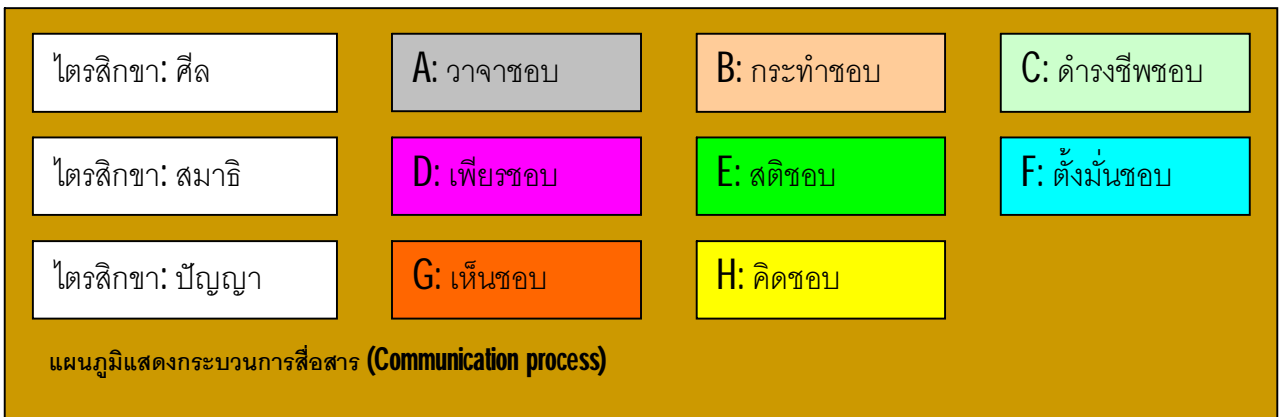 ไตรสิกขา: ศีล A: วาจาชอบ B: กระทำชอบ C: ดำรงชีพชอบ
ไตรสิกขา: สมาธิ D: เพียรชอบ E: สติชอบ F: ตั้งมั่นชอบ
ไตรสิกขา: ปัญญา G: เห็นชอบ H: คิดชอบ
แผนภูมิแสดงกระบวนการสื่อสาร (Communication process)